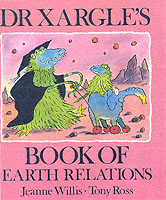 DR XARGLE'S
BOOK OF
EARTH RELATIONS
Jeanne Willis · Tony Ross